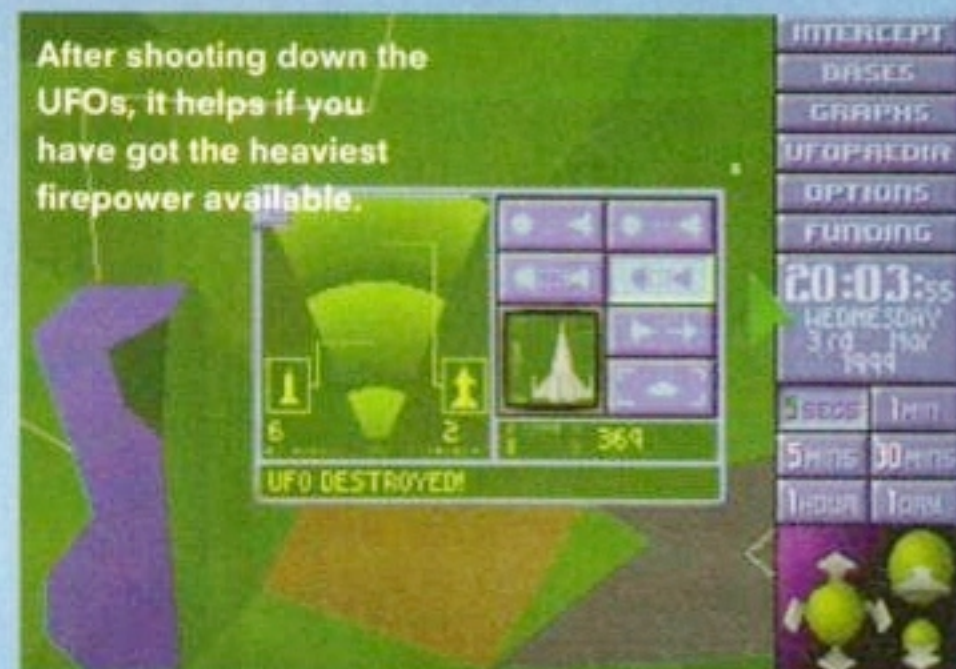 After shooting down the
UFOs, it helps if you
have got the heaviest
firepower available.
INTERCEPT
BASES
GRAPHS
UFOPAEDIA
OPTIONS
FUNDING
20:03:55
WEDNESDAY
3rd Mar
1999
5 SECS 1 MIN
5 MINS 30 MINS
1 HOUR 1 DAY
6 2
369
UFO DESTROYED!